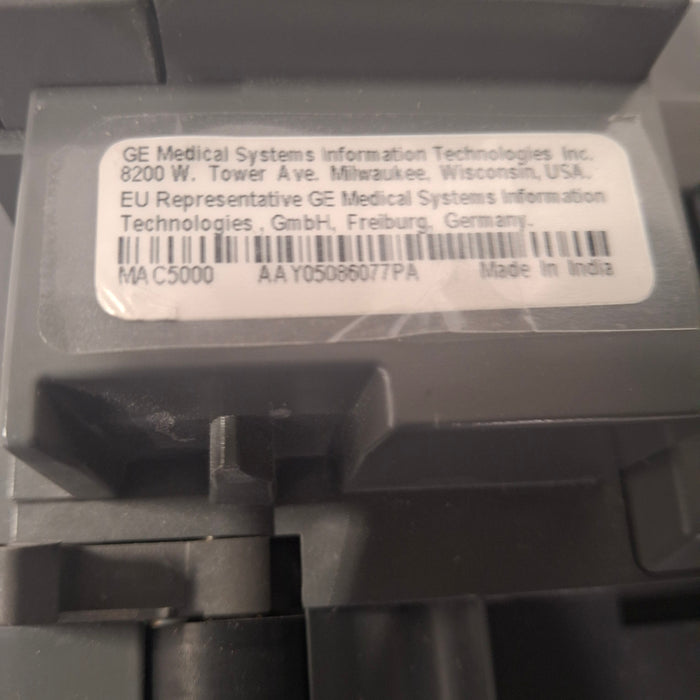 GE Medical Systems Information Technologies Inc.
8200 W. Tower Ave. Milwaukee, Wisconsin, USA.
EU Representative GE Medical Systems Information
Technologies , GmbH, Freiburg, Germany.
MAC5000 AAY05086077PA Made In India